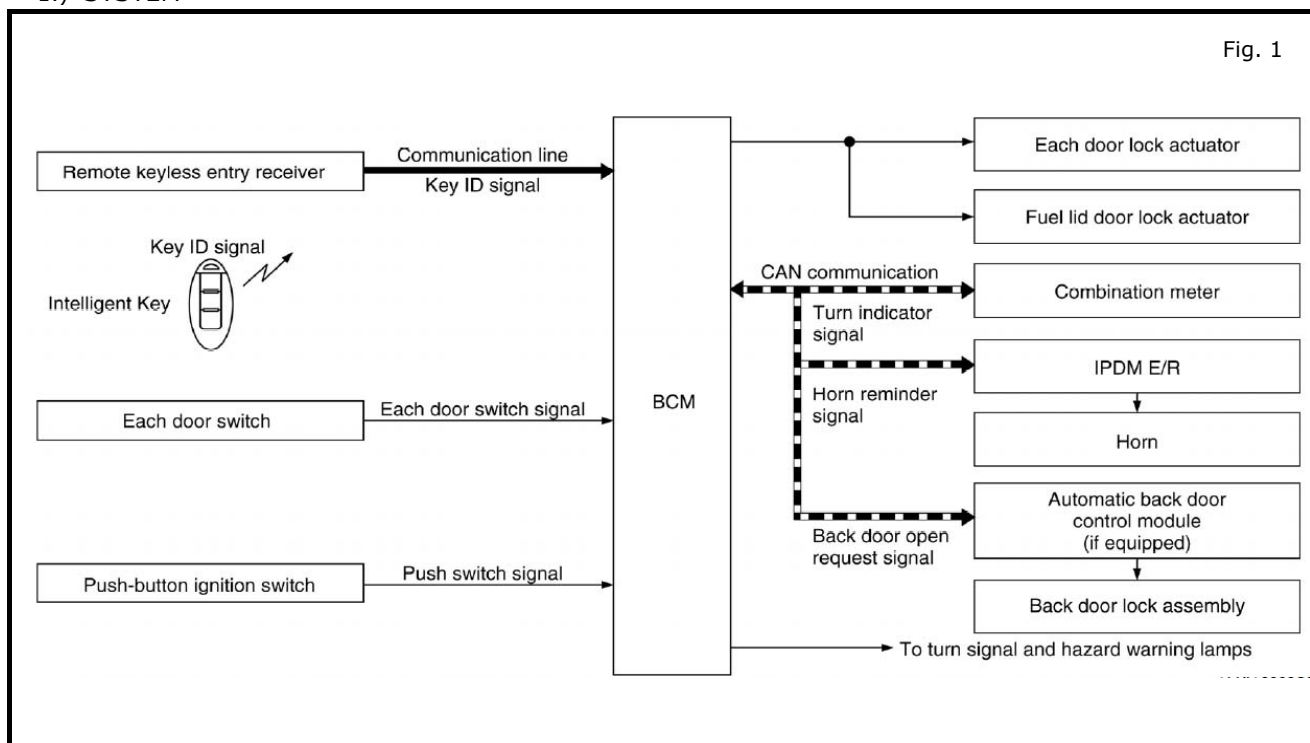 Fig. 1
Remote keyless entry receiver
Communication line
Key ID signal
Key ID signal
Intelligent Key
Each door switch
Each door switch signal
Push-button ignition switch
Push switch signal
BCM
Each door lock actuator
Fuel lid door lock actuator
CAN communication
Combination meter
Turn indicator
signal
IPDM E/R
Horn reminder
signal
Horn
Automatic back door
control module
(if equipped)
Back door open
request signal
Back door lock assembly
To turn signal and hazard warning lamps